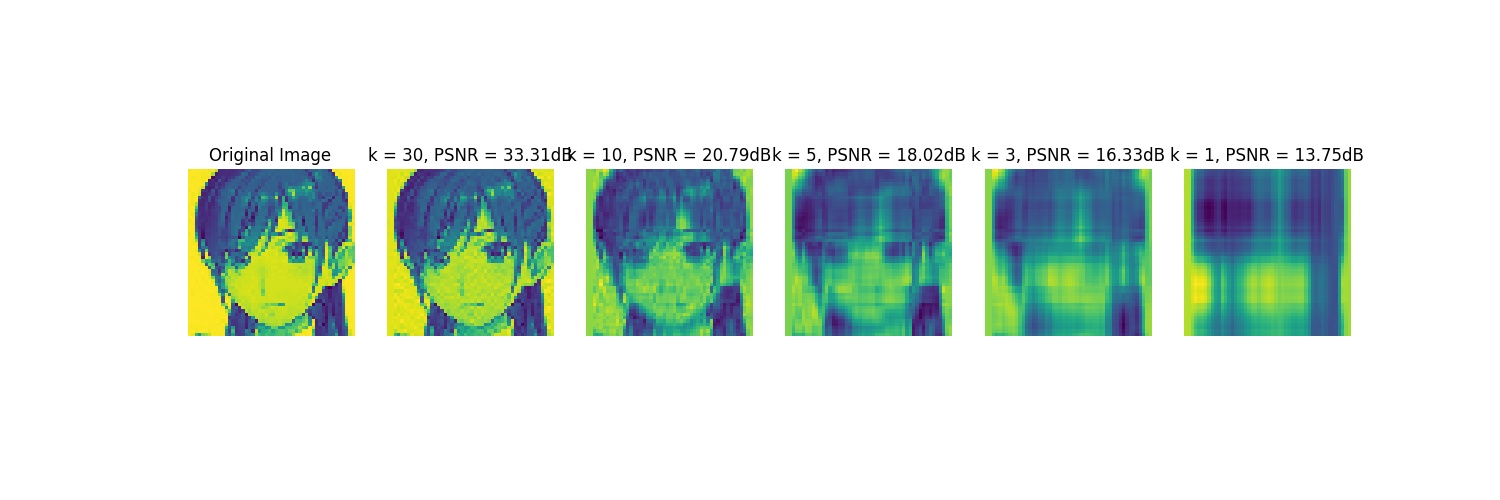 Original Image
k = 30, PSNR = 33.31dB
k = 10, PSNR = 20.79dB
k = 5, PSNR = 18.02dB
k = 3, PSNR = 16.33dB
k = 1, PSNR = 13.75dB